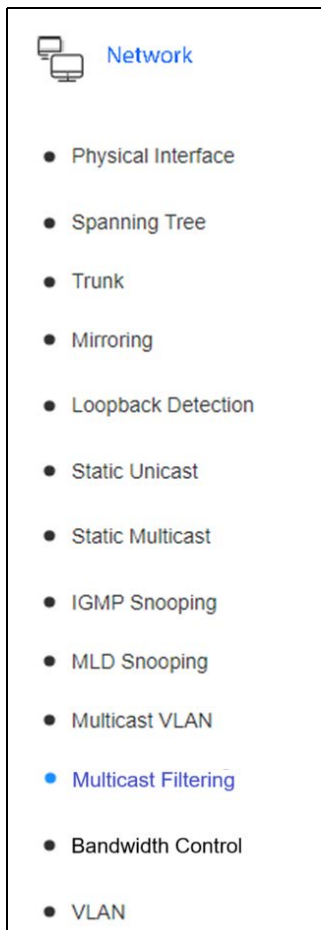 Network
Physical Interface
Spanning Tree
Trunk
Mirroring
Loopback Detection
Static Unicast
Static Multicast
IGMP Snooping
MLD Snooping
Multicast VLAN
Multicast Filtering
Bandwidth Control
VLAN